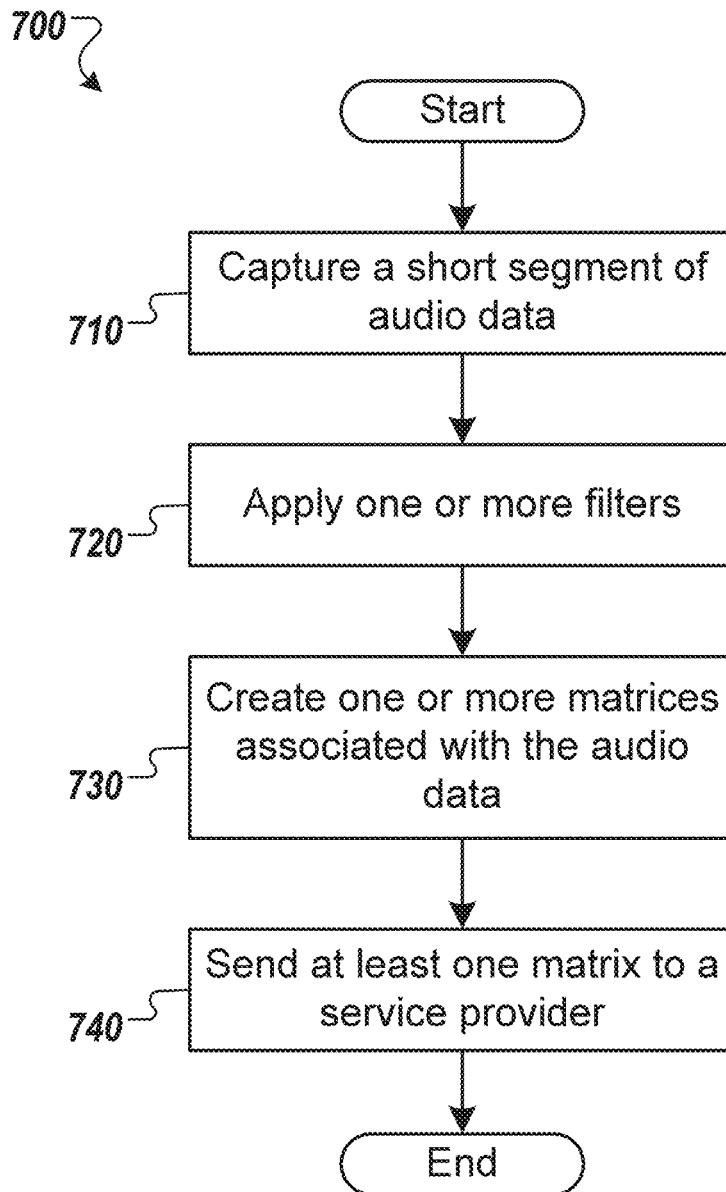 700
Start
Capture a short segment of
audio data
710
Apply one or more filters
720
Create one or more matrices
associated with the audio
data
730
Send at least one matrix to a
service provider
740
End